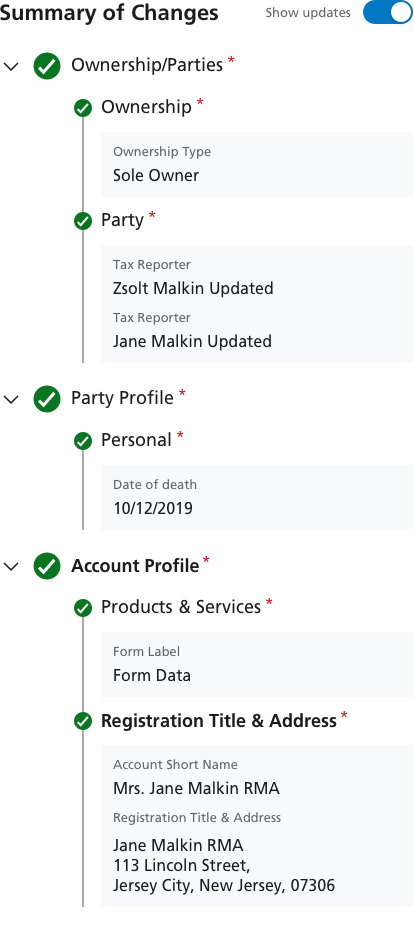 Summary of Changes
Show updates
Ownership/Parties *
Ownership *
Ownership Type
Sole Owner
Party *
Tax Reporter
Zsolt Malkin Updated
Tax Reporter
Jane Malkin Updated
Party Profile *
Personal *
Date of death
10/12/2019
Account Profile *
Products & Services *
Form Label
Form Data
Registration Title & Address *
Account Short Name
Mrs. Jane Malkin RMA
Registration Title & Address
Jane Malkin RMA
113 Lincoln Street,
Jersey City, New Jersey, 07306